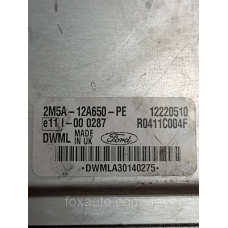 2M5A-12A650-PE 12220510
e11 I-00 0287 R0411C004F
DWML MADE IN UK Ford
*DWMLA30140275*
foxauto.com.ua